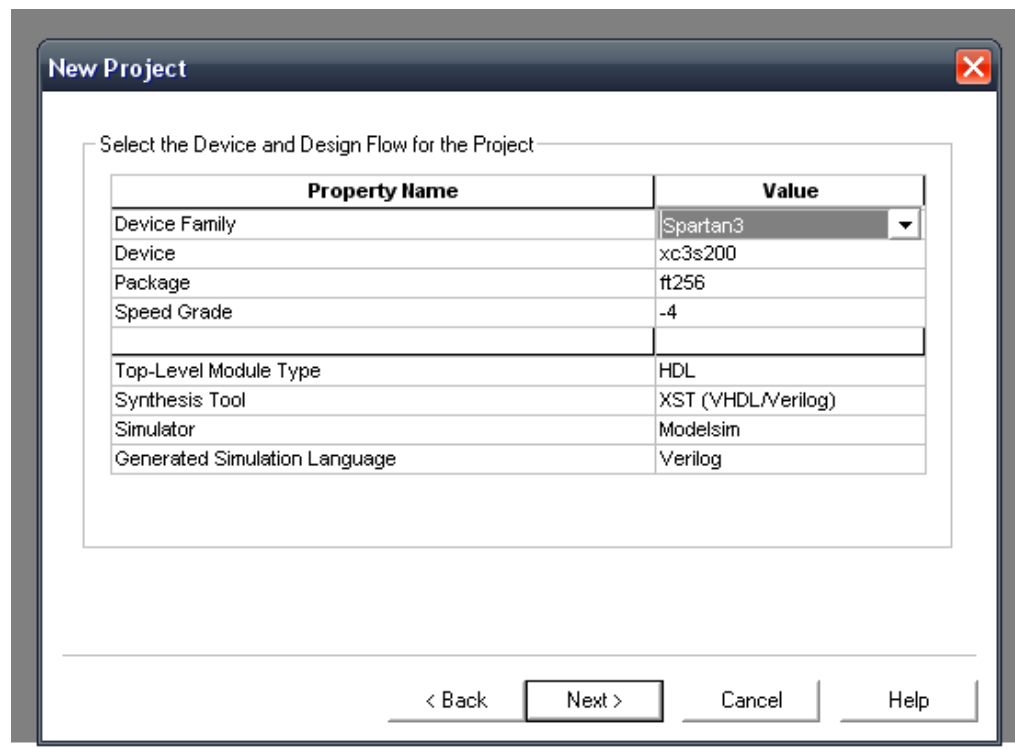 New Project
Select the Device and Design Flow for the Project
Property Name Value
Device Family Spartan3
Device xc3s200
Package ft256
Speed Grade -4
Top-Level Module Type HDL
Synthesis Tool XST (VHDL/Verilog)
Simulator Modelsim
Generated Simulation Language Verilog
< Back Next > Cancel Help